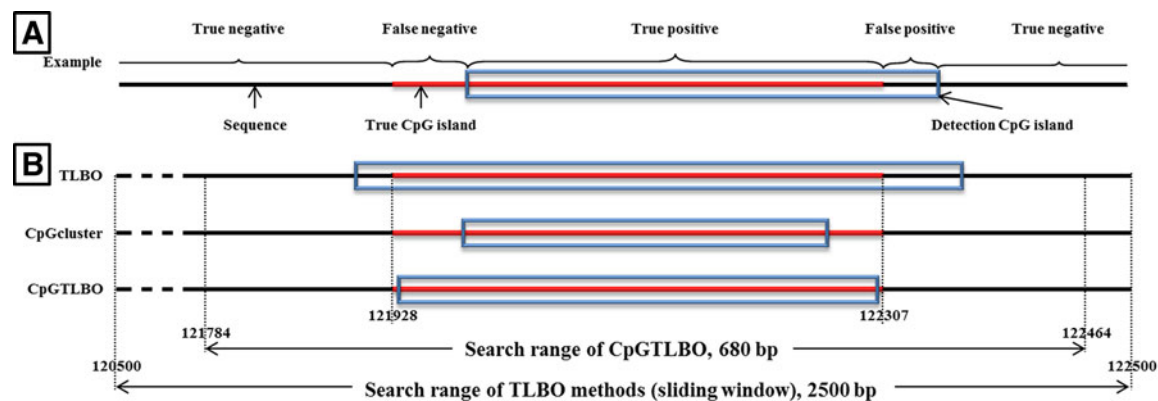 A
True negative
False negative
True positive
False positive
True negative
Example
Sequence
True CpG island
Detection CpG island
B
TLBO
CpGcluster
CpGTLBO
121928
122307
121784
122464
Search range of CpGTLBO, 680 bp
120500
122500
Search range of TLBO methods (sliding window), 2500 bp